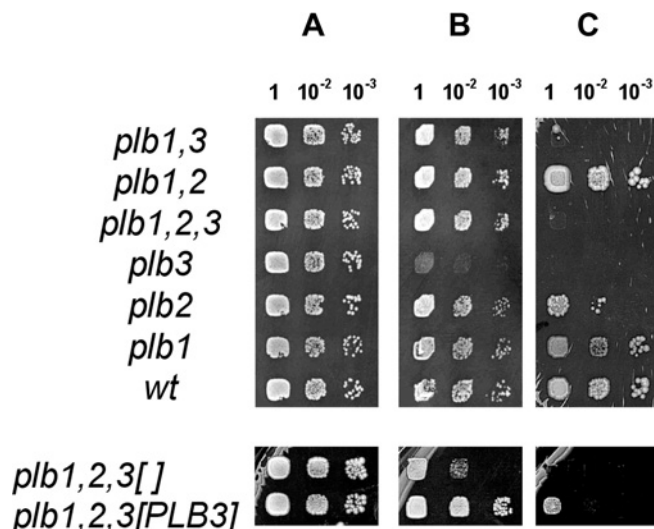 A B C
1 10-2 10-3 1 10-2 10-3 1 10-2 10-3
plb1,3
plb1,2
plb1,2,3
plb3
plb2
plb1
wt
plb1,2,3[ ]
plb1,2,3[PLB3]